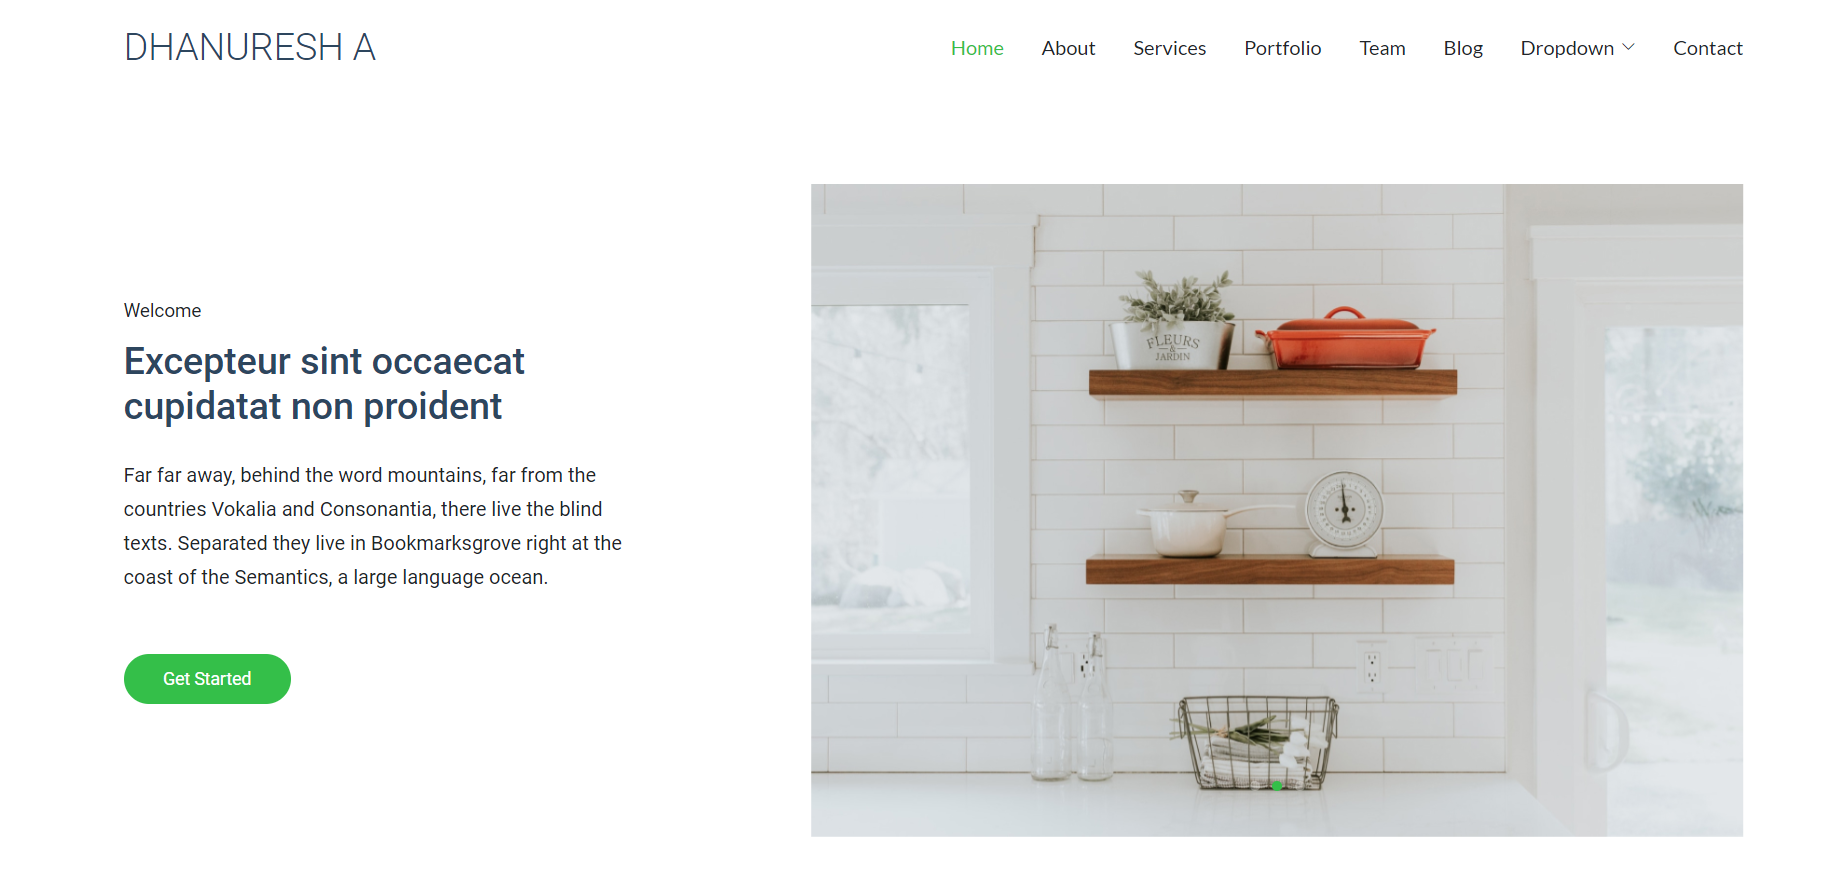 DHANURESH A
Home About Services Portfolio Team Blog Dropdown Contact
Welcome
Excepteur sint occaecat
cupidatat non proident
Far far away, behind the word mountains, far from the
countries Vokalia and Consonantia, there live the blind
texts. Separated they live in Bookmarksgrove right at the
coast of the Semantics, a large language ocean.
Get Started
FLEURS
&
JARDIN